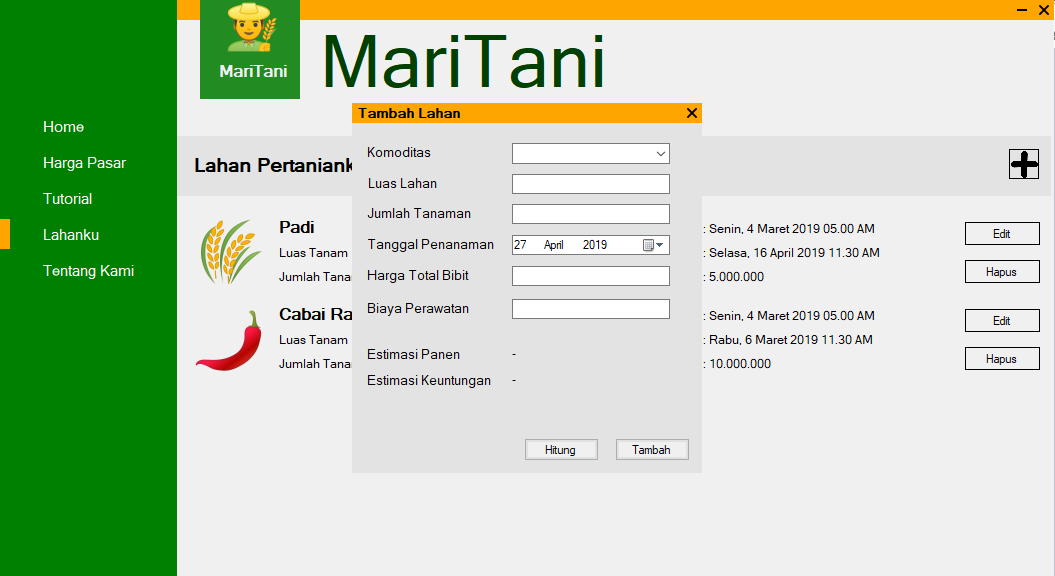 MariTani
MariTani
Home
Harga Pasar
Tutorial
Lahanku
Tentang Kami
Lahan Pertaniank
Padi
Luas Tanam
Jumlah Tana
: Senin, 4 Maret 2019 05.00 AM
: Selasa, 16 April 2019 11.30 AM
: 5.000.000
Edit
Hapus
Cabai Ra
Luas Tanam
Jumlah Tana
: Senin, 4 Maret 2019 05.00 AM
: Rabu, 6 Maret 2019 11.30 AM
: 10.000.000
Edit
Hapus
Tambah Lahan
Komoditas
Luas Lahan
Jumlah Tanaman
Tanggal Penanaman 27 April 2019
Harga Total Bibit
Biaya Perawatan
Estimasi Panen -
Estimasi Keuntungan -
Hitung Tambah